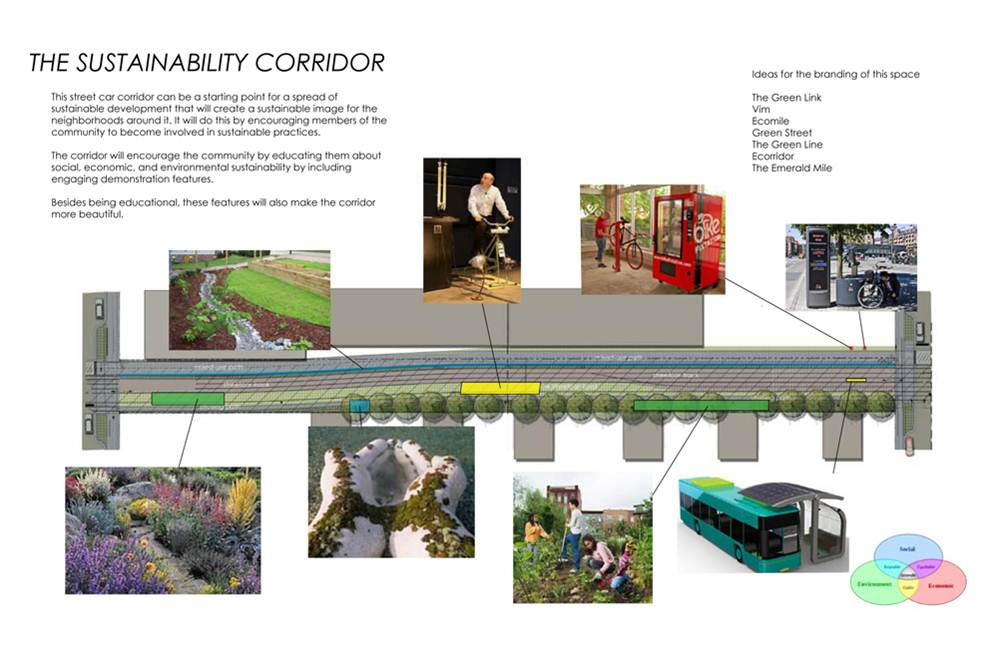 THE SUSTAINABILITY CORRIDOR
This street car corridor can be a starting point for a spread of
sustainable development that will create a sustainable image for the
neighborhoods around it. It will do this by encouraging members of the
community to become involved in sustainable practices.
The corridor will encourage the community by educating them about
social, economic, and environmental sustainability by including
engaging demonstration features.
Besides being educational, these features will also make the corridor
more beautiful.
Ideas for the branding of this space
The Green Link
Vim
Ecomile
Green Street
The Green Line
Ecorridor
The Emerald Mile
Social
Environment
Economic